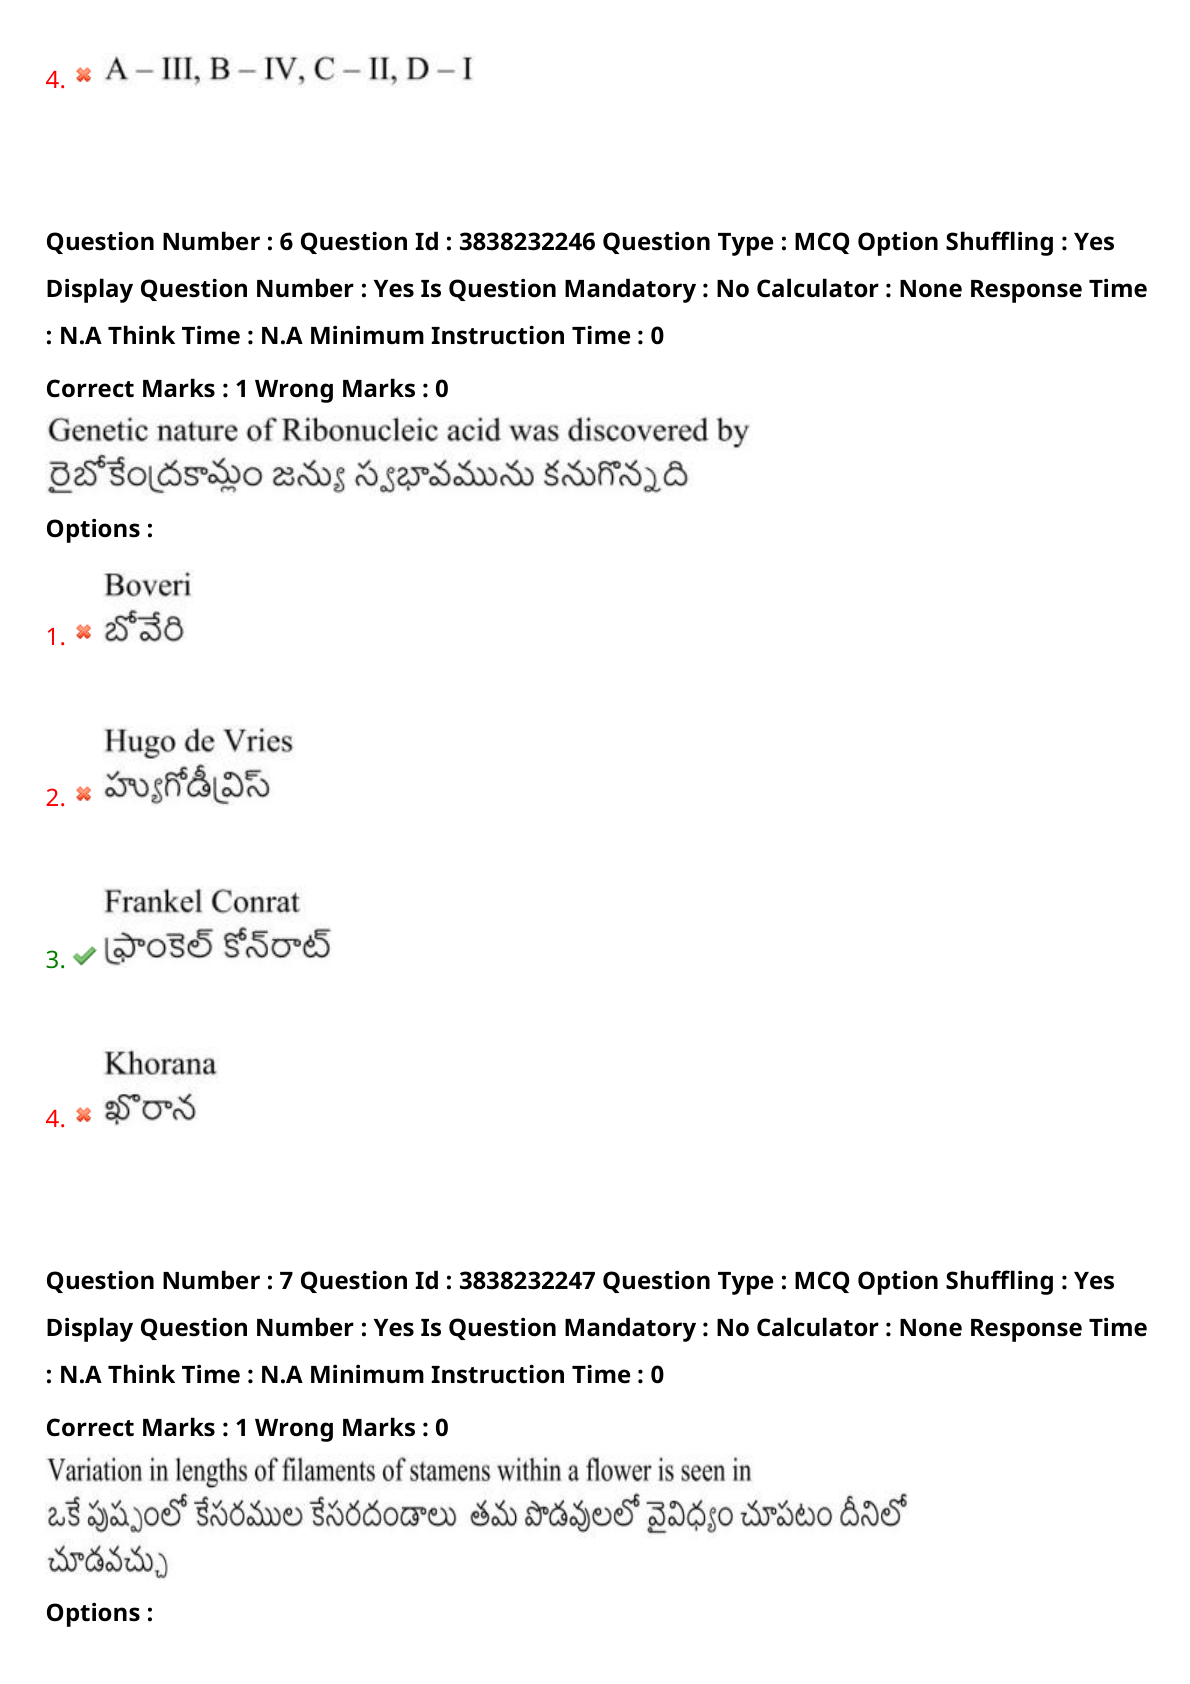 4. A – III, B – IV, C – II, D – I
Question Number : 6 Question Id : 3838232246 Question Type : MCQ Option Shuffling : Yes
Display Question Number : Yes Is Question Mandatory : No Calculator : None Response Time
: N.A Think Time : N.A Minimum Instruction Time : 0
Correct Marks : 1 Wrong Marks : 0
Genetic nature of Ribonucleic acid was discovered by
రైబోకేంద్రకామ్లం జన్యు స్వభావమును కనుగొన్నది
Options :
Boveri
1. బోవేరి
Hugo de Vries
2. హ్యుగోడీవ్రిస్
Frankel Conrat
3. ఫ్రాంకెల్ కోన్‌రాట్
Khorana
4. ఖొరాన
Question Number : 7 Question Id : 3838232247 Question Type : MCQ Option Shuffling : Yes
Display Question Number : Yes Is Question Mandatory : No Calculator : None Response Time
: N.A Think Time : N.A Minimum Instruction Time : 0
Correct Marks : 1 Wrong Marks : 0
Variation in lengths of filaments of stamens within a flower is seen in
ఒకే పుష్పంలో కేసరముల కేసరదండాలు తమ పొడవులలో వైవిధ్యం చూపటం దీనిలో
చూడవచ్చు
Options :